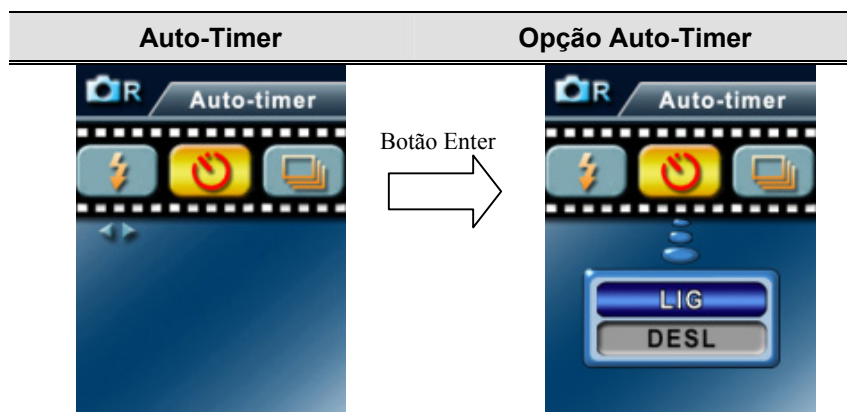 Auto-Timer
Opção Auto-Timer
R Auto-timer
Botão Enter
R Auto-timer
LIG
DESL